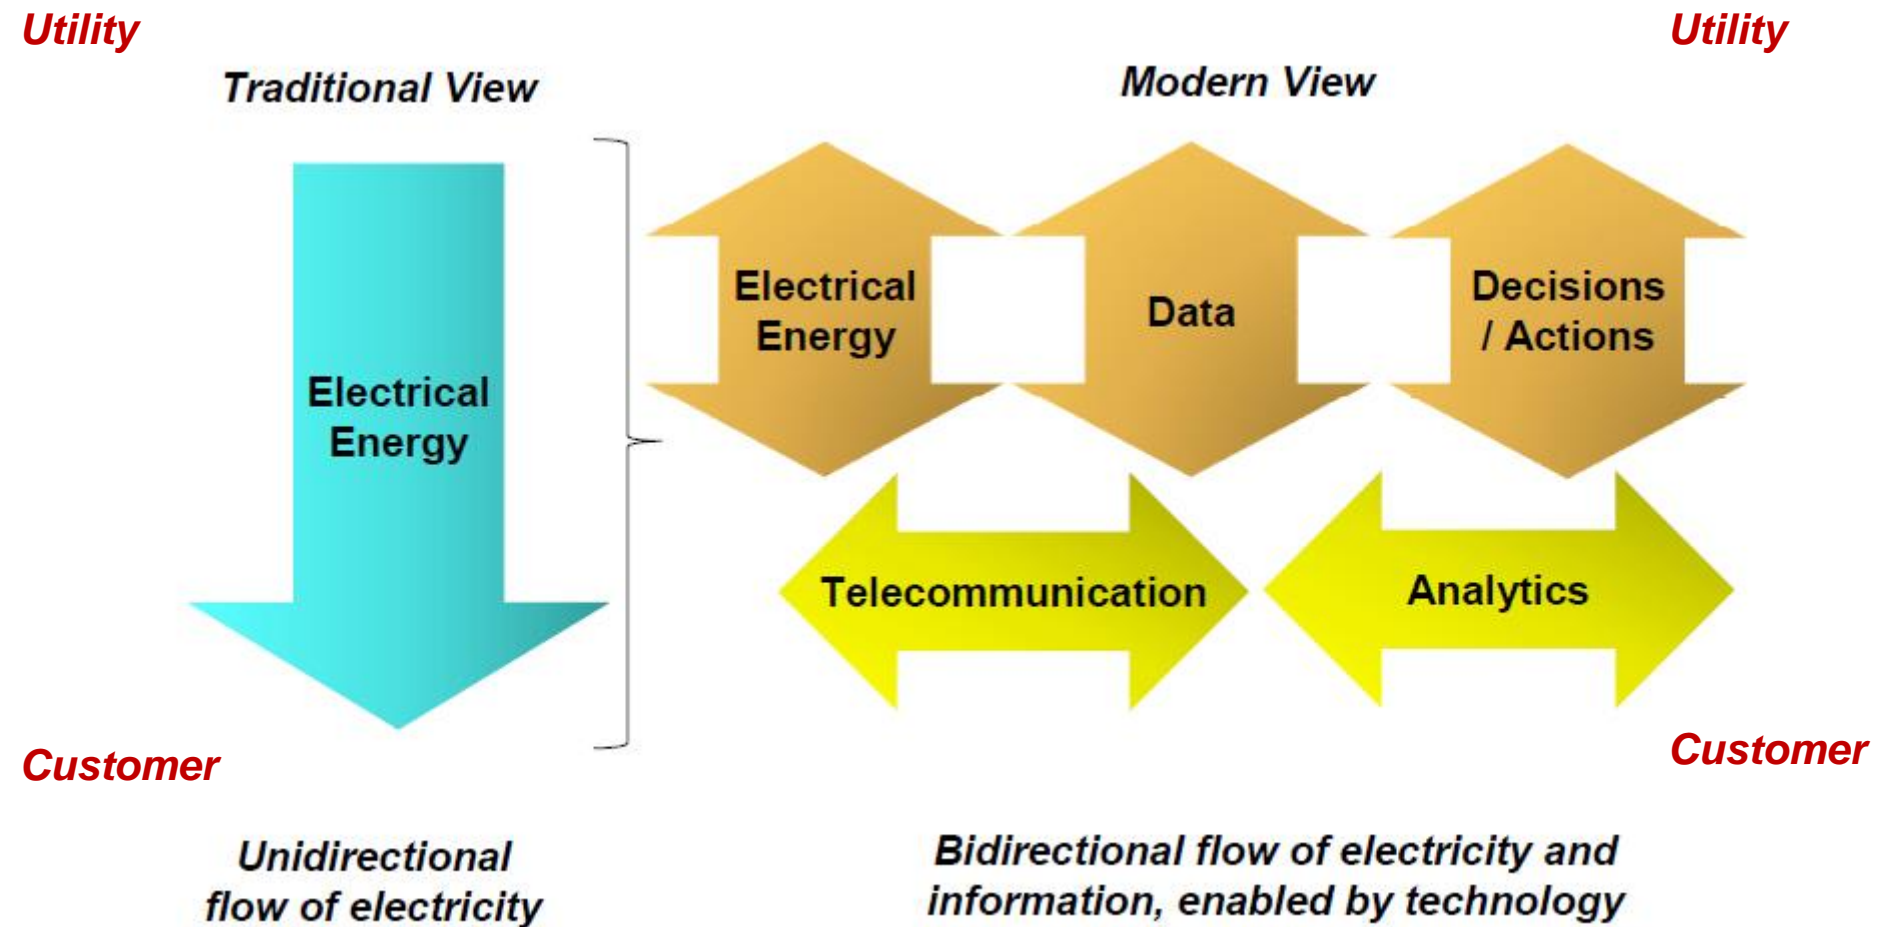 Utility
Utility
Traditional View
Modern View
Electrical
Energy
Electrical
Energy
Data
Decisions
/ Actions
Telecommunication
Analytics
Customer
Customer
Unidirectional
flow of electricity
Bidirectional flow of electricity and
information, enabled by technology